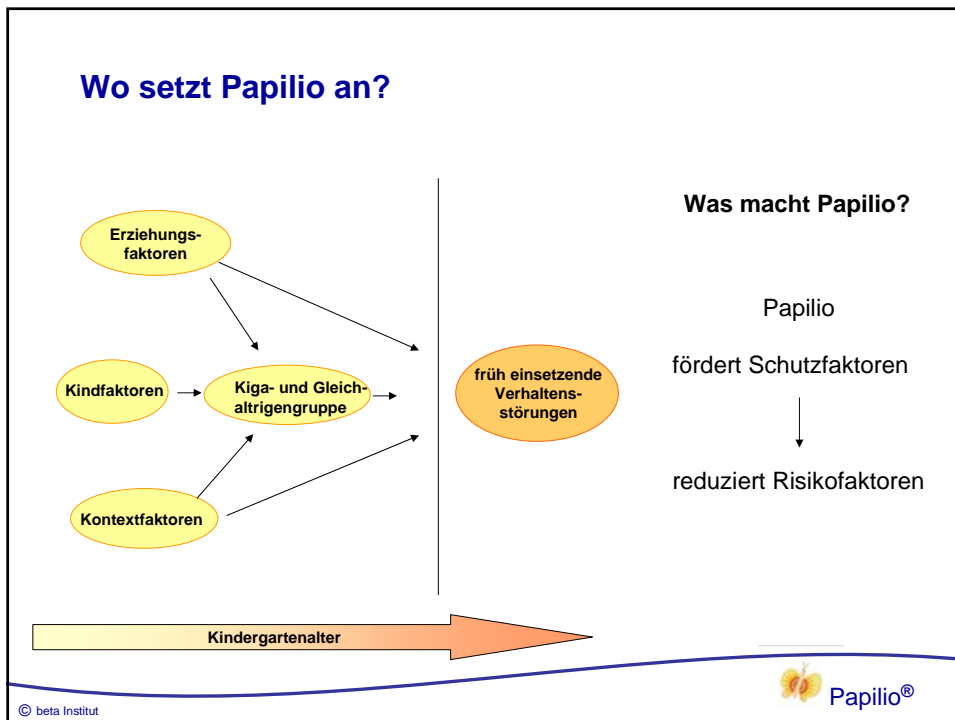 Wo setzt Papilio an?
Erziehungs-
faktoren
Kindfaktoren
Kiga- und Gleich-
altrigengruppe
Kontextfaktoren
früh einsetzende
Verhaltens-
störungen
Was macht Papilio?
Papilio
fördert Schutzfaktoren
reduziert Risikofaktoren
Kindergartenalter
© beta Institut
Papilio®